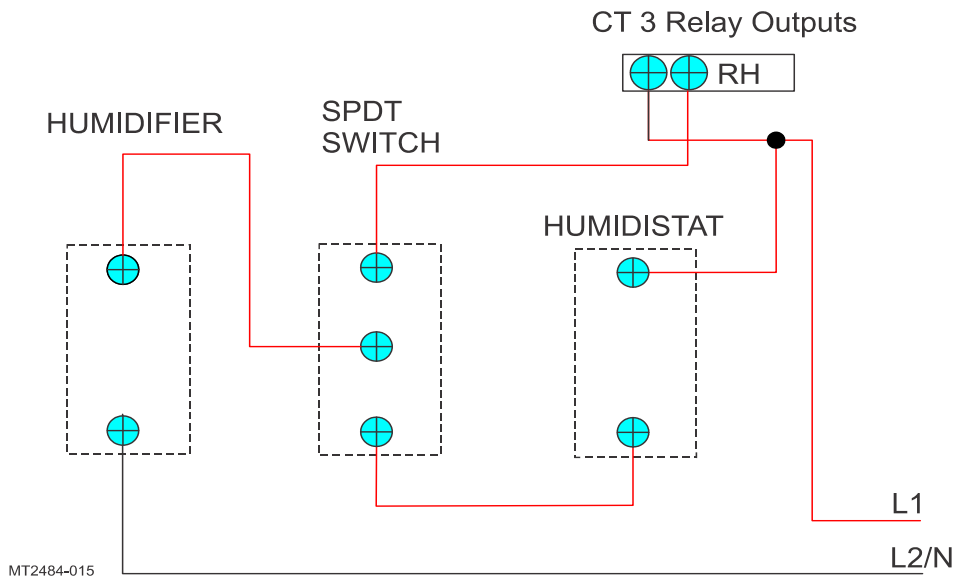 CT 3 Relay Outputs
RH
HUMIDIFIER
SPDT
SWITCH
HUMIDISTAT
L1
L2/N
MT2484-015